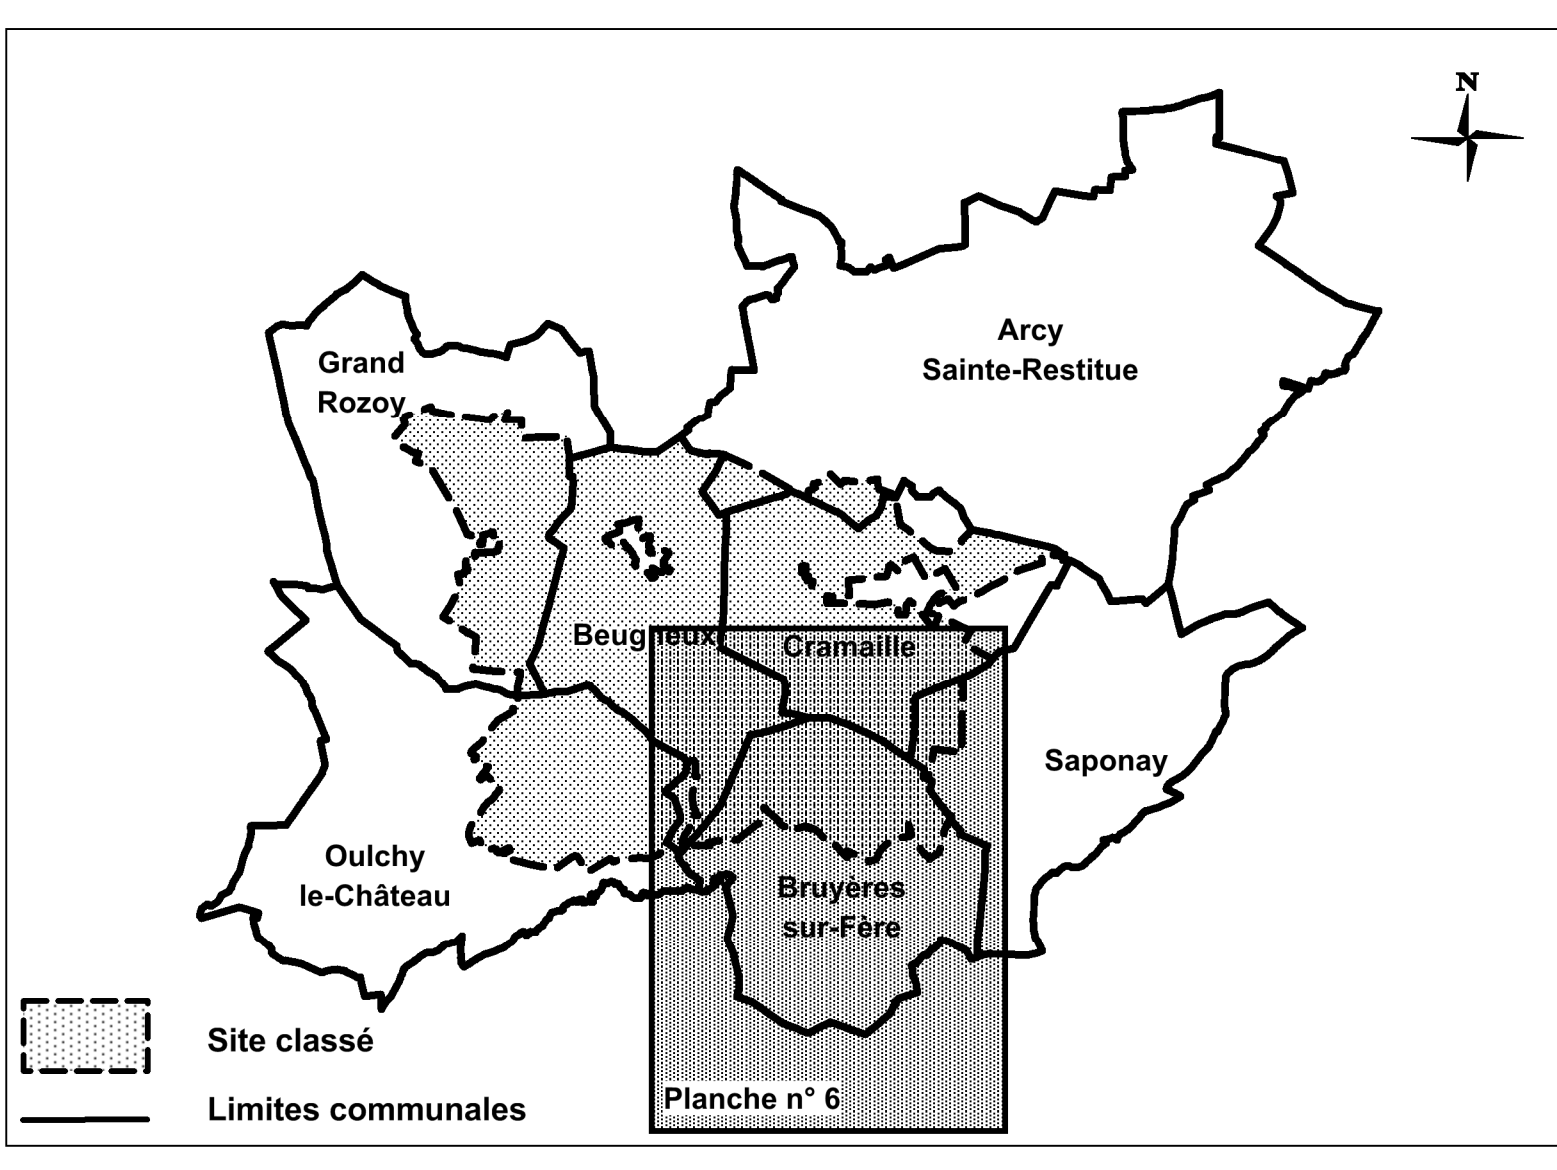 N
Arcy
Sainte-Restitue
Grand
Rozoy
Beugneux
Cramaille
Saponay
Oulchy
le-Château
Bruyères
sur-Fère
Site classé
Limites communales
Planche n° 6